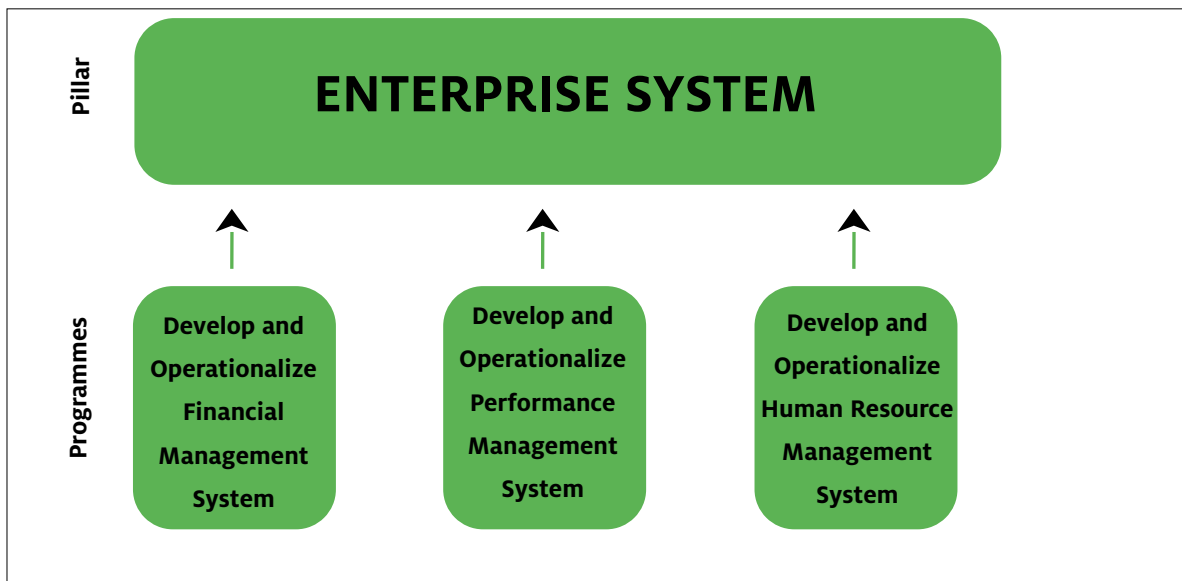 Pillar
ENTERPRISE SYSTEM
Programmes
Develop and
Operationalize
Financial
Management
System
Develop and
Operationalize
Performance
Management
System
Develop and
Operationalize
Human Resource
Management
System